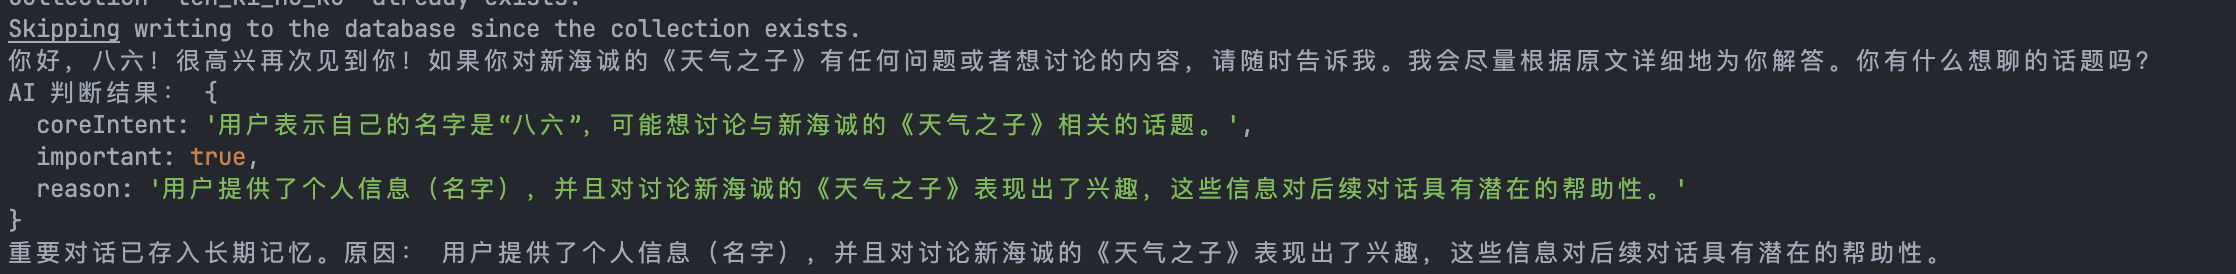 already exists.
Skipping writing to the database since the collection exists.
你好，八六！很高兴再次见到你！如果你对新海诚的《天气之子》有任何问题或者想讨论的内容，请随时告诉我。我会尽量根据原文详细地为你解答。你有什么想聊的话题吗？
AI 判断结果： {
  coreIntent: '用户表示自己的名字是“八六”，可能想讨论与新海诚的《天气之子》相关的话题。',
  important: true,
  reason: '用户提供了个人信息（名字），并且对讨论新海诚的《天气之子》表现出了兴趣，这些信息对后续对话具有潜在的帮助性。'
}
重要对话已存入长期记忆。原因： 用户提供了个人信息（名字），并且对讨论新海诚的《天气之子》表现出了兴趣，这些信息对后续对话具有潜在的帮助性。